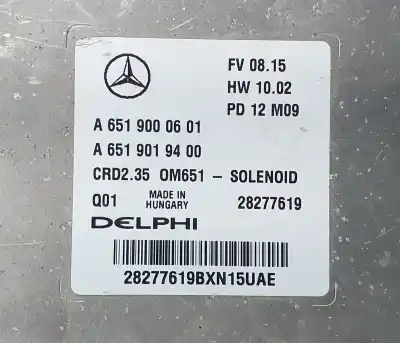 FV 08.15
HW 10.02
PD 12 M09
A 651 900 06 01
A 651 901 94 00
CRD2.35 OM651 – SOLENOID
Q01 MADE IN HUNGARY 28277619
DELPHI
28277619BXN15UAE